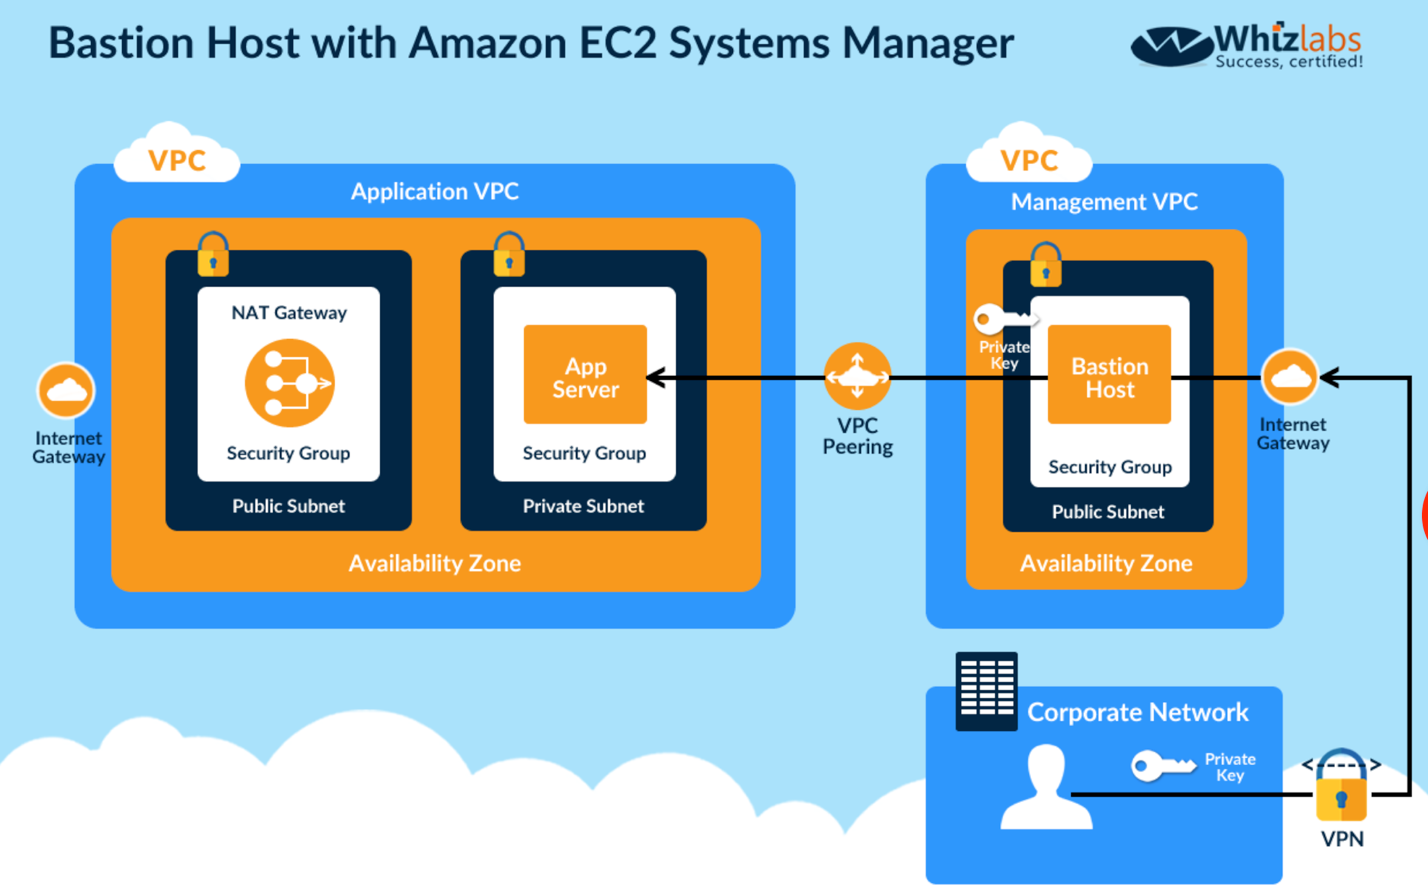 Bastion Host with Amazon EC2 Systems Manager
Whizlabs
Success, certified!
VPC
Application VPC
NAT Gateway
Security Group
Public Subnet
App
Server
Security Group
Private Subnet
Availability Zone
Internet
Gateway
VPC
Peering
VPC
Management VPC
Private
Key
Bastion
Host
Security Group
Public Subnet
Availability Zone
Internet
Gateway
Corporate Network
Private
Key
VPN